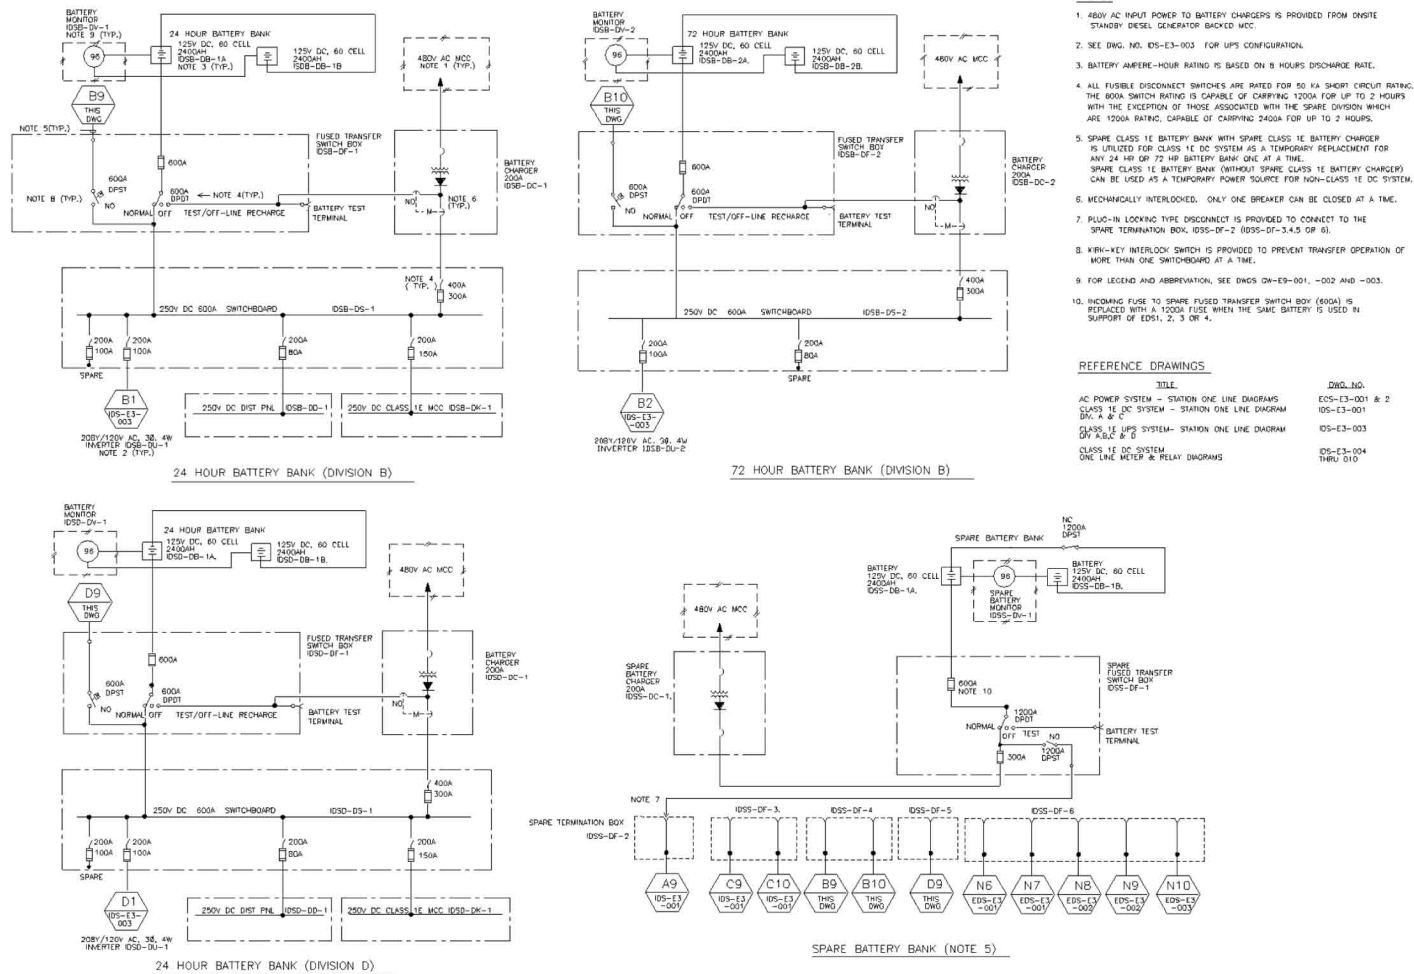 BATTERY
MONITOR
IDSB-DV-1
NOTE 9 (TYP.)
96
24 HOUR BATTERY BANK
125V DC, 60 CELL
2400AH
IDSB-DB-1A
NOTE 3 (TYP.)
125V DC, 60 CELL
2400AH
ISDB-DB-1B
480V AC MCC
NOTE 1 (TYP.)
B9
THIS
DWG
NOTE 5(TYP.)
FUSED TRANSFER
SWITCH BOX
IDSB-DF-1
600A
600A
DPST
NO
NOTE 8 (TYP.)
600A
DPDT
NOTE 4(TYP.)
NORMAL OFF TEST/OFF-LINE RECHARGE
BATTERY TEST
TERMINAL
BATTERY
CHARGER
200A
IDSB-DC-1
NO
M
NOTE 6
(TYP.)
NOTE 4
( TYP. )
400A
300A
250V DC 600A SWITCHBOARD IDSB-DS-1
200A
100A
200A
100A
200A
80A
200A
150A
SPARE
B1
IDS-E3-
003
250V DC DIST PNL IDSB-DD-1
250V DC CLASS 1E MCC IDSB-DK-1
208Y/120V AC, 3Ø, 4W
INVERTER IDSB-DU-1
NOTE 2 (TYP.)
24 HOUR BATTERY BANK (DIVISION B)
BATTERY
MONITOR
IDSB-DV-2
96
72 HOUR BATTERY BANK
125V DC, 60 CELL
2400AH
IDSB-DB-2A.
125V DC, 60 CELL
2400AH
IDSB-DB-2B.
480V AC MCC
B10
THIS
DWG
FUSED TRANSFER
SWITCH BOX
IDSB-DF-2
600A
600A
DPST
NO
600A
DPDT
NORMAL OFF TEST/OFF-LINE RECHARGE
BATTERY TEST
TERMINAL
BATTERY
CHARGER
200A
IDSB-DC-2
NO
M
400A
300A
250V DC 600A SWITCHBOARD IDSB-DS-2
200A
100A
200A
80A
SPARE
B2
IDS-E3-
-003
208Y/120V AC, 3Ø, 4W
INVERTER IDSB-DU-2
72 HOUR BATTERY BANK (DIVISION B)
1. 480V AC INPUT POWER TO BATTERY CHARGERS IS PROVIDED FROM ONSITE
STANDBY DIESEL GENERATOR BACKED MCC.
2. SEE DWG. NO. IDS-E3-003 FOR UPS CONFIGURATION.
3. BATTERY AMPERE-HOUR RATING IS BASED ON 8 HOURS DISCHARGE RATE.
4. ALL FUSIBLE DISCONNECT SWITCHES ARE RATED FOR 50 KA SHORT CIRCUIT RATING.
THE 600A SWITCH RATING IS CAPABLE OF CARRYING 1200A FOR UP TO 2 HOURS
WITH THE EXCEPTION OF THOSE ASSOCIATED WITH THE SPARE DIVISION WHICH
ARE 1200A RATING, CAPABLE OF CARRYING 2400A FOR UP TO 2 HOURS.
5. SPARE CLASS 1E BATTERY BANK WITH SPARE CLASS 1E BATTERY CHARGER
IS UTILIZED FOR CLASS 1E DC SYSTEM AS A TEMPORARY REPLACEMENT FOR
ANY 24 HR OR 72 HR BATTERY BANK ONE AT A TIME.
SPARE CLASS 1E BATTERY BANK (WITHOUT SPARE CLASS 1E BATTERY CHARGER)
CAN BE USED AS A TEMPORARY POWER SOURCE FOR NON-CLASS 1E DC SYSTEM.
6. MECHANICALLY INTERLOCKED. ONLY ONE BREAKER CAN BE CLOSED AT A TIME.
7. PLUG-IN LOCKING TYPE DISCONNECT IS PROVIDED TO CONNECT TO THE
SPARE TERMINATION BOX, IDSS-DF-2 (IDSS-DF-3,4,5 OR 6).
8. KIRK-KEY INTERLOCK SWITCH IS PROVIDED TO PREVENT TRANSFER OPERATION OF
MORE THAN ONE SWITCHBOARD AT A TIME.
9. FOR LEGEND AND ABBREVIATION, SEE DWGS GW-E9-001, -002 AND -003.
10. INCOMING FUSE TO SPARE FUSED TRANSFER SWITCH BOX (600A) IS
REPLACED WITH A 1200A FUSE WHEN THE SAME BATTERY IS USED IN
SUPPORT OF EDS1, 2, 3 OR 4.
REFERENCE DRAWINGS
TITLE DWG. NO.
AC POWER SYSTEM - STATION ONE LINE DIAGRAMS ECS-E3-001 & 2
CLASS 1E DC SYSTEM - STATION ONE LINE DIAGRAM IDS-E3-001
DIV. A & C
CLASS 1E UPS SYSTEM- STATION ONE LINE DIAGRAM IDS-E3-003
DIV A,B,C & D
CLASS 1E DC SYSTEM IDS-E3-004
ONE LINE METER & RELAY DIAGRAMS THRU 010
BATTERY
MONITOR
IDSD-DV-1
96
24 HOUR BATTERY BANK
125V DC, 60 CELL
2400AH
IDSD-DB-1A.
125V DC, 60 CELL
2400AH
IDSD-DB-1B.
480V AC MCC
D9
THIS
DWG
FUSED TRANSFER
SWITCH BOX
IDSD-DF-1
600A
600A
DPST
NO
600A
DPDT
NORMAL OFF TEST/OFF-LINE RECHARGE
BATTERY TEST
TERMINAL
BATTERY
CHARGER
200A
IDSD-DC-1
NO
M
400A
300A
250V DC 600A SWITCHBOARD IDSD-DS-1
200A
100A
200A
100A
200A
80A
200A
150A
SPARE
D1
IDS-E3-
003
250V DC DIST PNL IDSD-DD-1
250V DC CLASS 1E MCC IDSD-DK-1
208Y/120V AC, 3Ø, 4W
INVERTER IDSD-DU-1
24 HOUR BATTERY BANK (DIVISION D)
NC
1200A
DPST
SPARE BATTERY BANK
BATTERY
125V DC, 60 CELL
2400AH
IDSS-DB-1A.
96
SPARE
BATTERY
MONITOR
IDSS-DV-1
BATTERY
125V DC, 60 CELL
2400AH
IDSS-DB-1B.
480V AC MCC
SPARE
BATTERY
CHARGER
200A
IDSS-DC-1.
SPARE
FUSED TRANSFER
SWITCH BOX
IDSS-DF-1
600A
NOTE 10.
1200A
DPDT
NORMAL
OFF TEST NO
BATTERY TEST
TERMINAL
300A
1200A
DPST
NOTE 7
SPARE TERMINATION BOX
IDSS-DF-2
IDSS-DF-3.
IDSS-DF-4
IDSS-DF-5
IDSS-DF-6
A9
IDS-E3
-001
C9
IDS-E3
-001
C10
IDS-E3
-001
B9
THIS
DWG
B10
THIS
DWG
D9
THIS
DWG
N6
EDS-E3
-001
N7
EDS-E3
-001
N8
EDS-E3
-002
N9
EDS-E3
-002
N10
EDS-E3
-003
SPARE BATTERY BANK (NOTE 5)